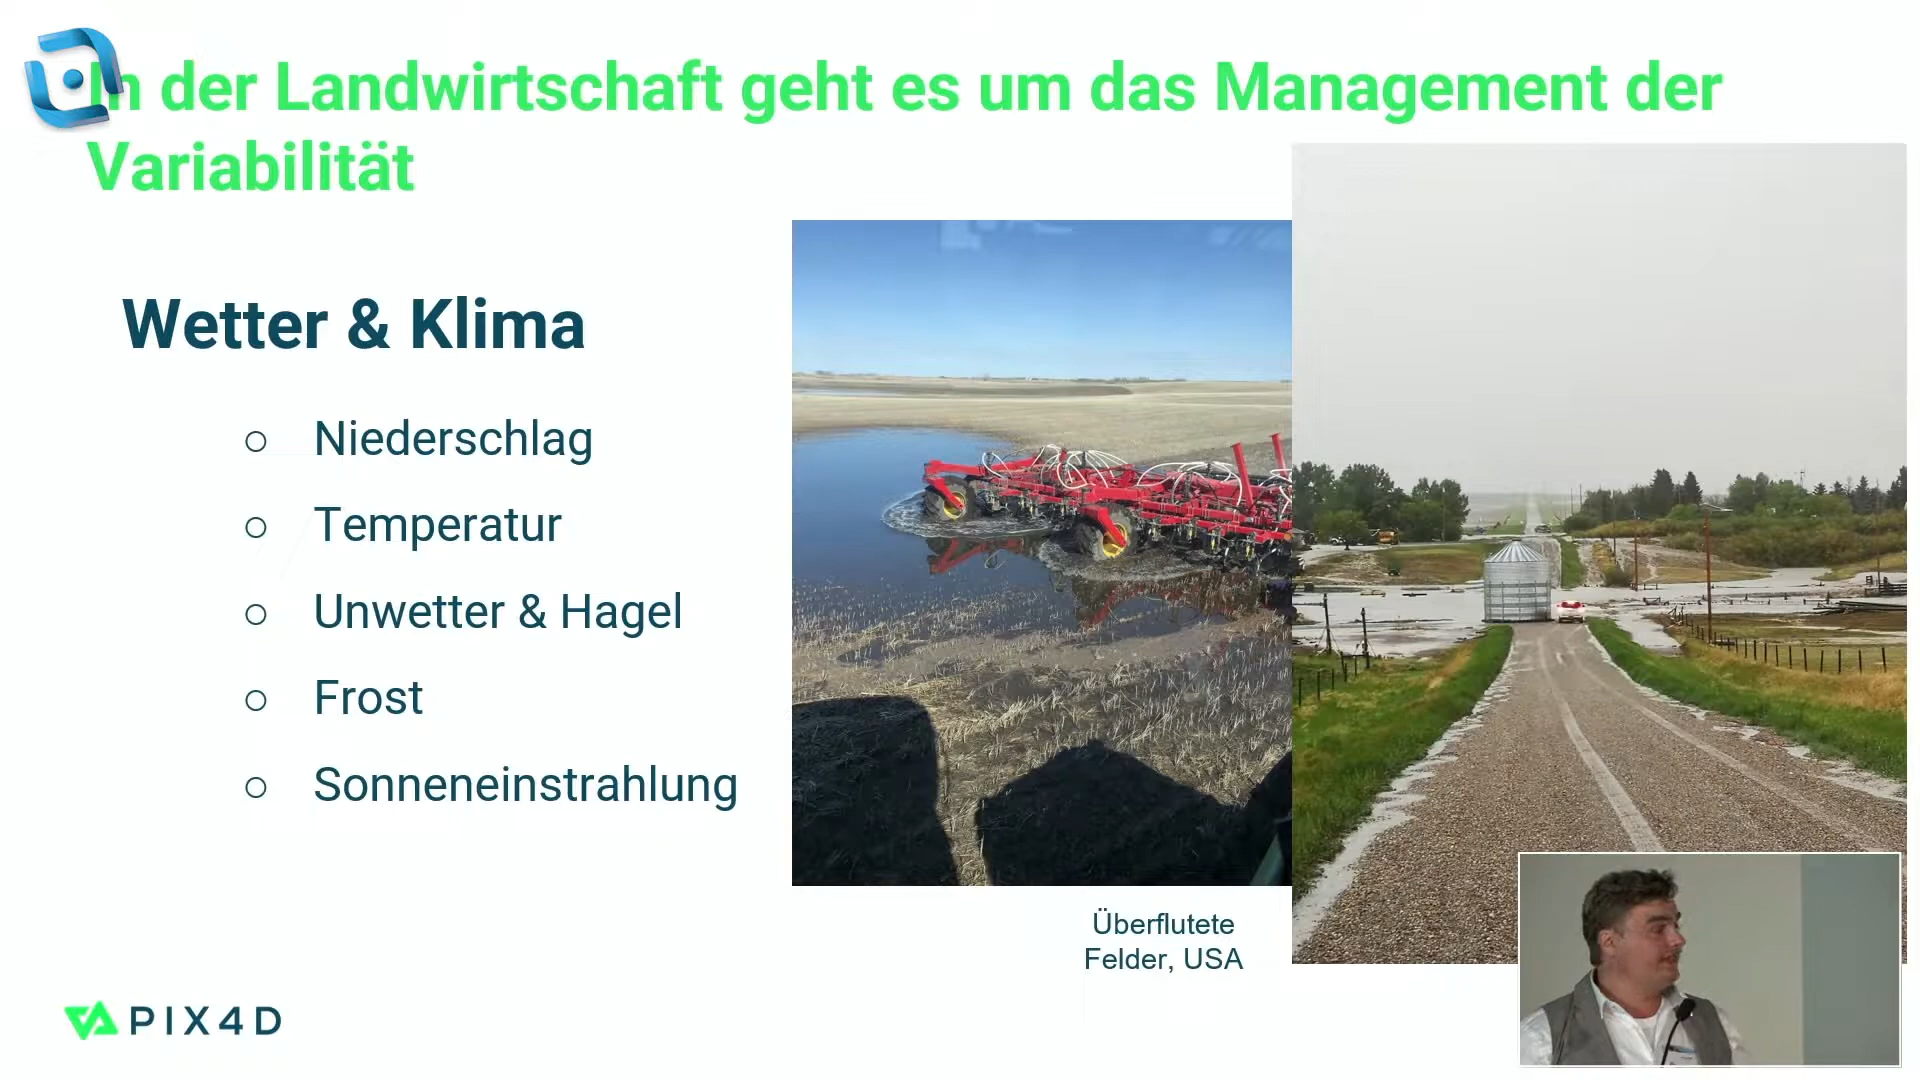 In der Landwirtschaft geht es um das Management der
Variabilität
Wetter & Klima
○ Niederschlag
○ Temperatur
○ Unwetter & Hagel
○ Frost
○ Sonneneinstrahlung
Überflutete
Felder, USA
PIX4D